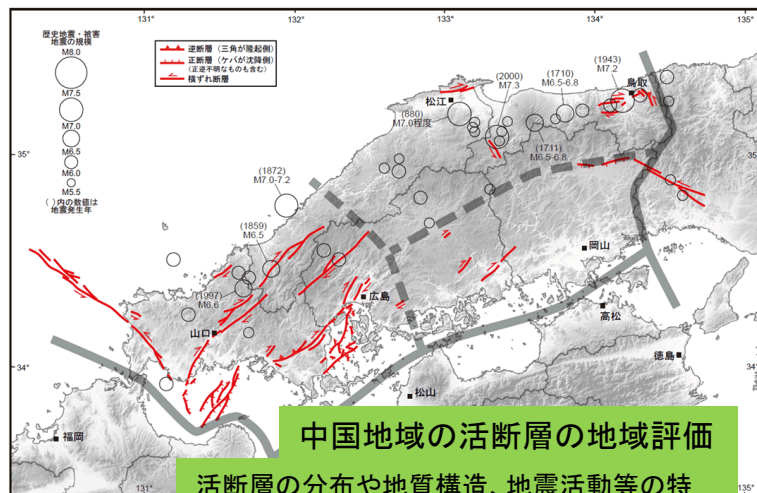 131°
132°
133°
134°
135°
歴史地震・被害
地震の規模
M8.0
M7.5
M7.0
M6.5
M6.0
M5.5
( )内の数値は
地震発生年
逆断層（三角が隆起側）
正断層（ケバが沈降側）
(正逆不明なものも含む)
横ずれ断層
(1943)
M7.2
鳥取
(2000)
M7.3
(1710)
M6.5-6.8
松江
(880)
M7.0程度
(1711)
M6.5-6.8
35°
35°
(1872)
M7.0-7.2
(1859)
M6.5
岡山
(1997)
M6.6
広島
高松
山口
徳島
34°
34°
松山
福岡
中国地域の活断層の地域評価
131°
活断層の分布や地質構造、地震活動等の特